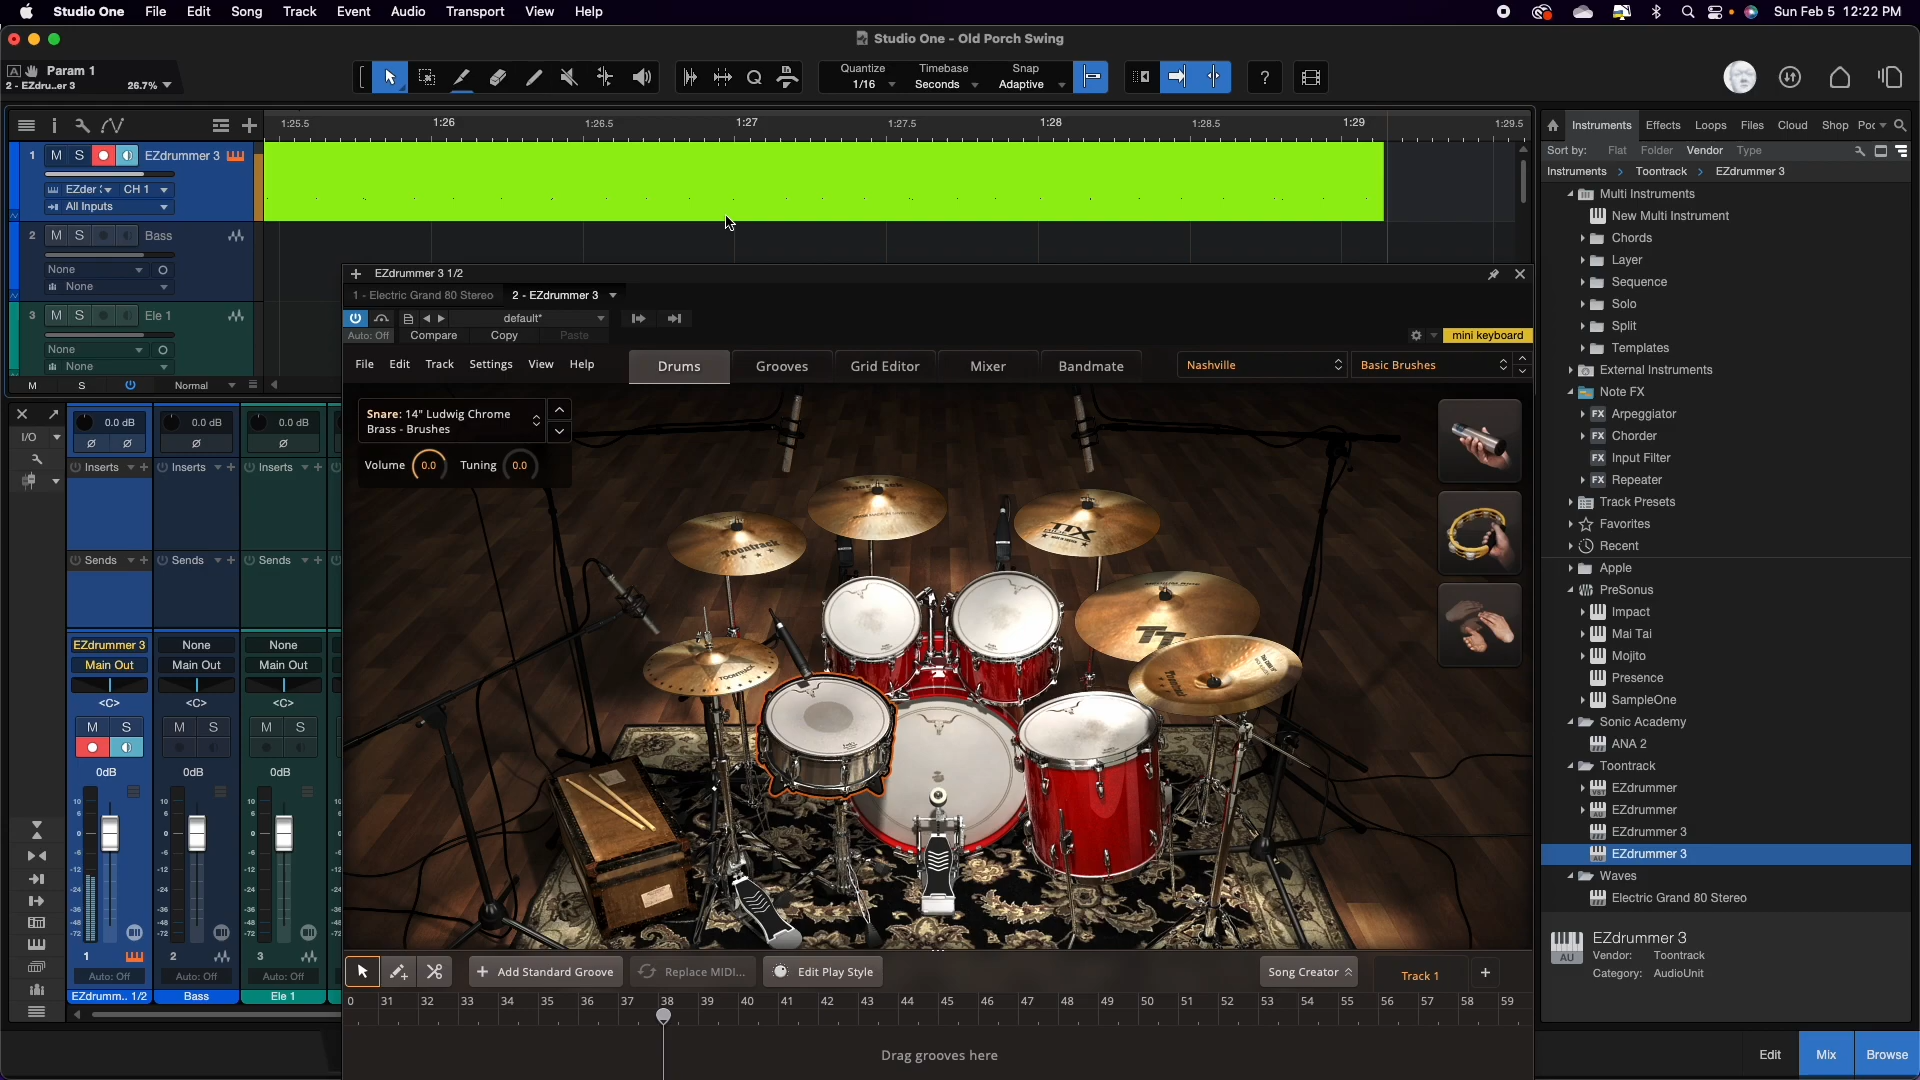 Studio One File Edit Song Track Event Audio Transport View Help Sun Feb 5 12:22 PM
Studio One - Old Porch Swing
Param 1
2 - EZdru..er 3 26.7%
Quantize Timebase Snap
1/16 Seconds Adaptive
?
1:25.5 1:26 1:26.5 1:27 1:27.5 1:28 1:28.5 1:29 1:29.5
1 M S EZdrummer 3
CH 1
All Inputs
2 M S Bass
None
None
3 M S Ele 1
None
None
M S Normal
EZdrummer 3 1/2
1 - Electric Grand 80 Stereo 2 - EZdrummer 3
default*
Auto: Off Compare Copy Paste mini keyboard
File Edit Track Settings View Help Drums Grooves Grid Editor Mixer Bandmate Nashville Basic Brushes
Snare: 14" Ludwig Chrome
Brass - Brushes
Volume 0.0 Tuning 0.0
I/O
0.0 dB 0.0 dB 0.0 dB
Inserts Inserts Inserts
Sends Sends Sends
EZdrummer 3 None None
Main Out Main Out Main Out
<C> <C> <C>
M S M S M S
0dB 0dB 0dB
1 2 3
Auto: Off Auto: Off Auto: Off
EZdrumm.. 1/2 Bass Ele 1
Toontrack
TTX
TT
Add Standard Groove Replace MIDI... Edit Play Style Song Creator Track 1
31 32 33 34 35 36 37 38 39 40 41 42 43 44 45 46 47 48 49 50 51 52 53 54 55 56 57 58 59
Drag grooves here
Instruments Effects Loops Files Cloud Shop
Sort by: Flat Folder Vendor Type
Instruments Toontrack EZdrummer 3
Multi Instruments
New Multi Instrument
Chords
Layer
Sequence
Solo
Split
Templates
External Instruments
Note FX
FX Arpeggiator
FX Chorder
FX Input Filter
FX Repeater
Track Presets
Favorites
Recent
Apple
PreSonus
Impact
Mai Tai
Mojito
Presence
SampleOne
Sonic Academy
ANA 2
Toontrack
EZdrummer
EZdrummer
EZdrummer 3
EZdrummer 3
Waves
Electric Grand 80 Stereo
EZdrummer 3
AU Vendor: Toontrack
Category: AudioUnit
Edit Mix Browse